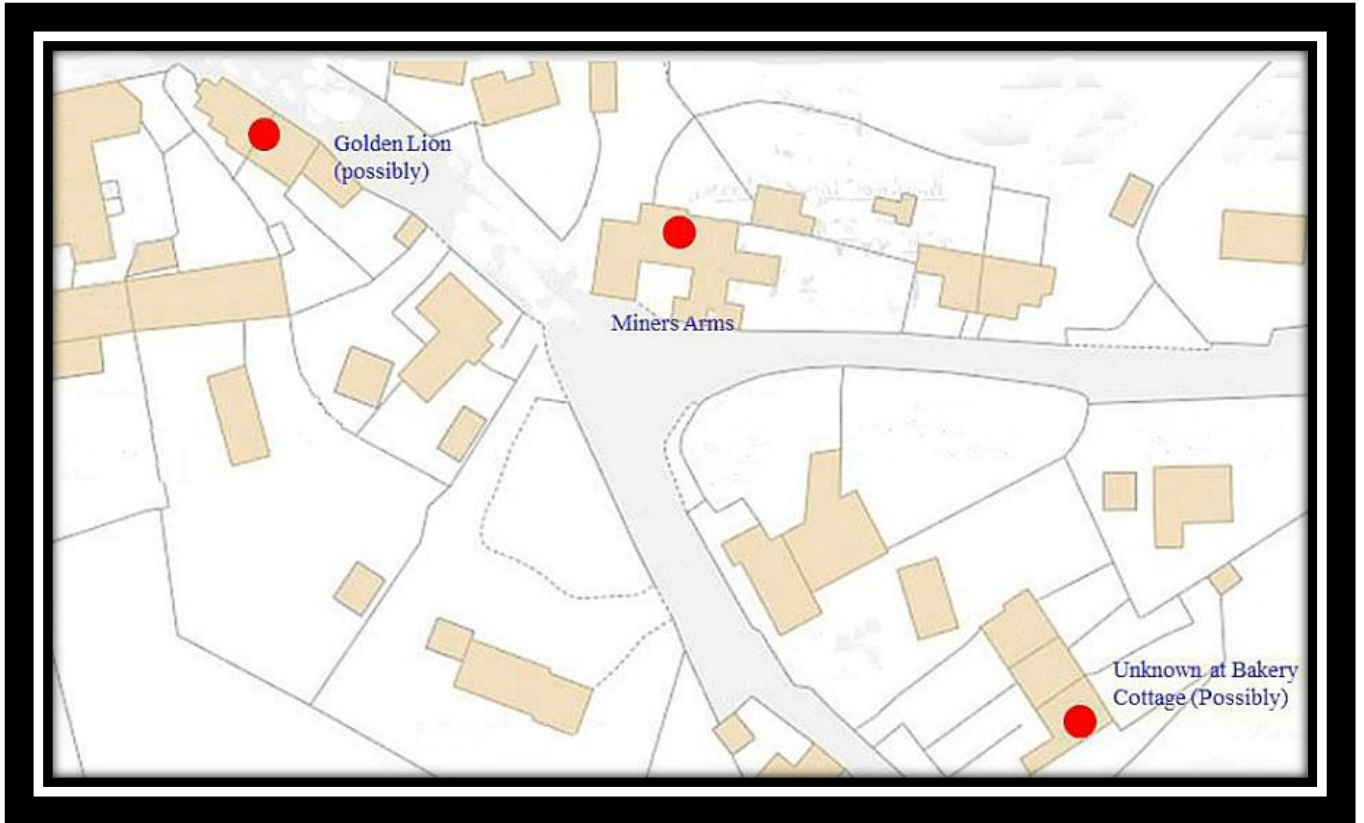 Golden Lion
(possibly)
Miners Arms
Unknown at Bakery
Cottage (Possibly)